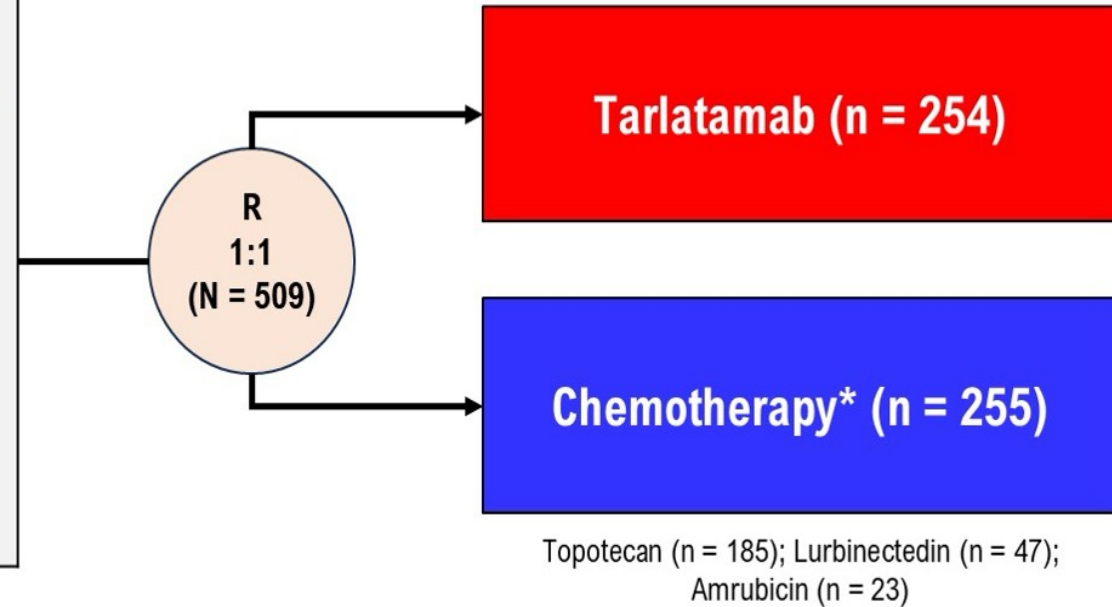 R
1:1
(N = 509)
Tarlatamab (n = 254)
Chemotherapy* (n = 255)
Topotecan (n = 185); Lurbinectedin (n = 47);
Amrubicin (n = 23)